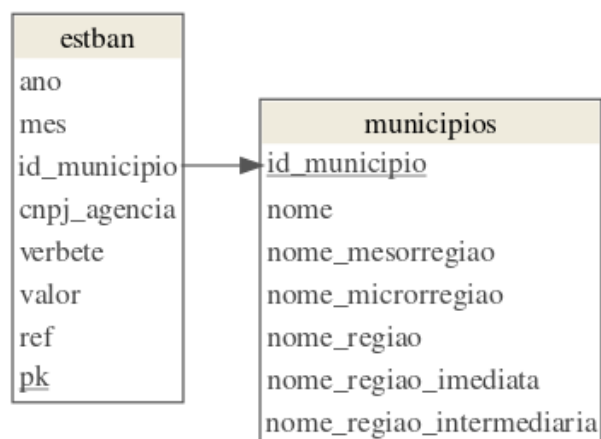 estban
ano
mes
id_municipio
cnpj_agencia
verbete
valor
ref
pk
municipios
id_municipio
nome
nome_mesorregiao
nome_microrregiao
nome_regiao
nome_regiao_imediata
nome_regiao_intermediaria